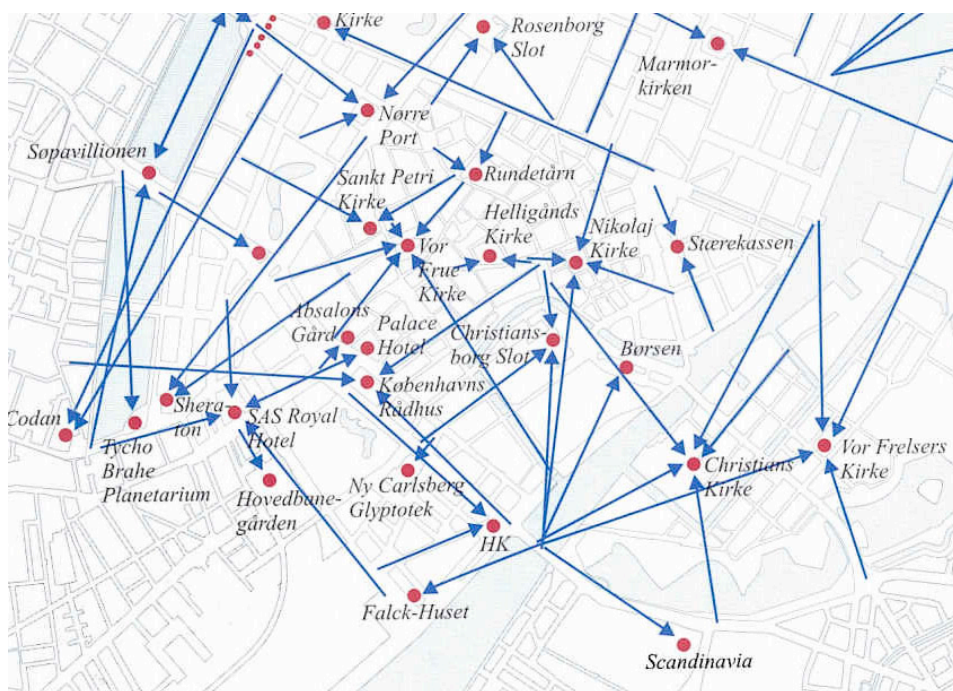 Kirke
Rosenborg
Slot
Marmor-
kirken
Nørre
Port
Søpavillionen
Sankt Petri
Kirke
Rundetårn
Helligånds
Kirke
Nikolaj
Kirke
Stærekassen
Vor
Frue
Kirke
Absalons
Gård
Palace
Hotel
Christians-
borg Slot
Børsen
Københavns
Rådhus
Codan
Shera-
ton
SAS Royal
Hotel
Tycho
Brahe
Planetarium
Hovedbane-
gården
Ny Carlsberg
Glyptotek
Christians
Kirke
Vor Frelsers
Kirke
HK
Falck-Huset
Scandinavia